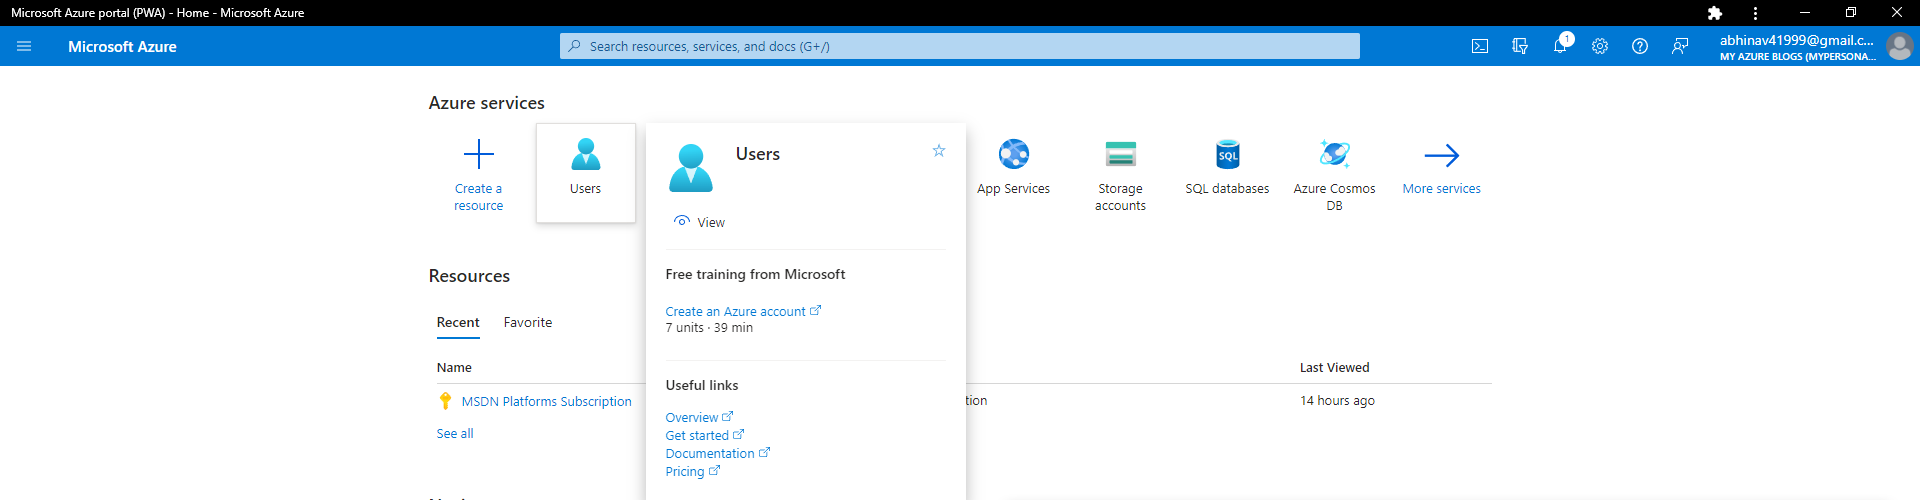 Microsoft Azure portal (PWA) - Home - Microsoft Azure
Microsoft Azure
Search resources, services, and docs (G+/)
1
abhinav41999@gmail.c...
MY AZURE BLOGS (MYPERSONA...
Azure services
Create a
resource
Users
Users
View
Free training from Microsoft
Create an Azure account
7 units · 39 min
Useful links
Overview
Get started
Documentation
Pricing
App Services
Storage
accounts
SQL
SQL databases
Azure Cosmos
DB
More services
Resources
Recent
Favorite
Name
Last Viewed
MSDN Platforms Subscription
tion
14 hours ago
See all